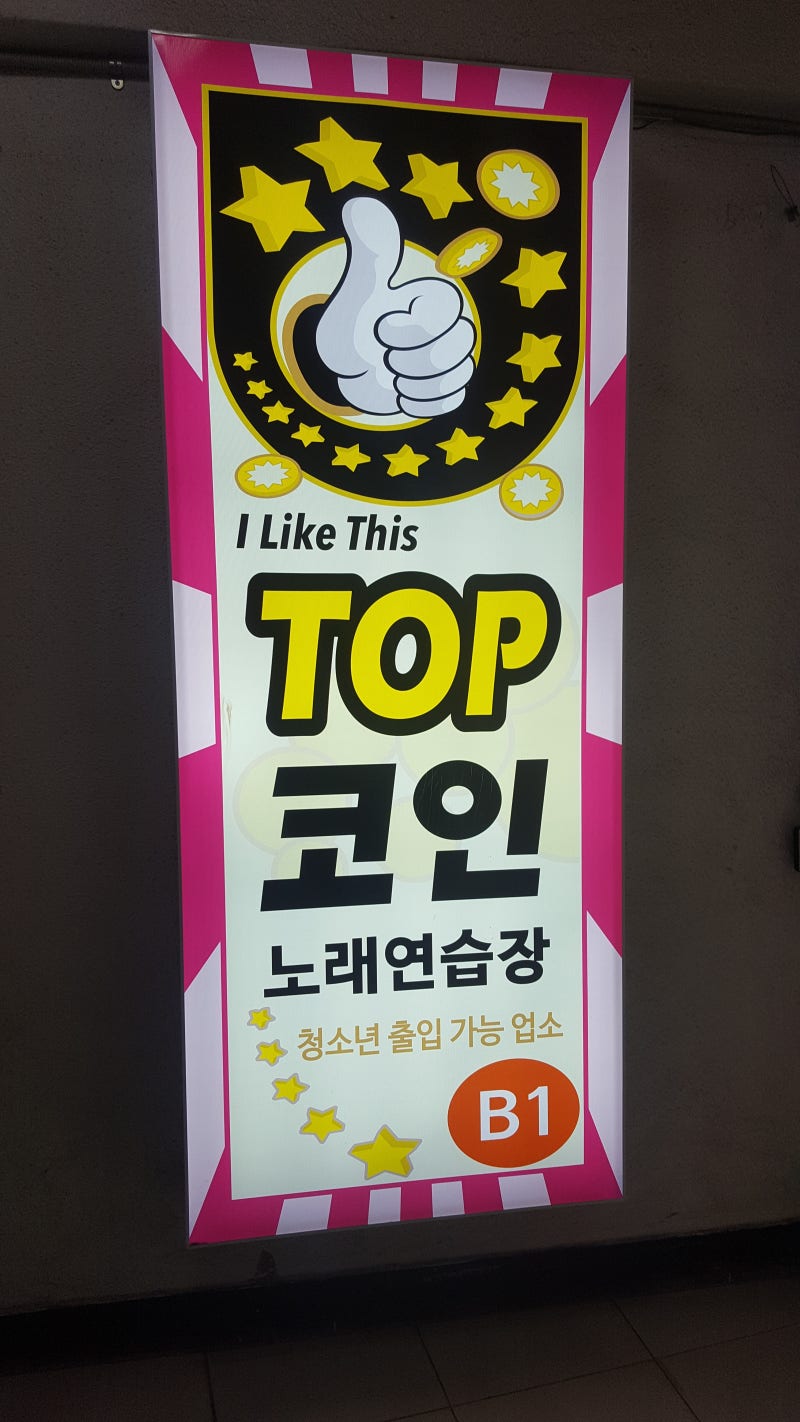 I Like This
TOP
코인
노래연습장
청소년 출입 가능 업소
B1